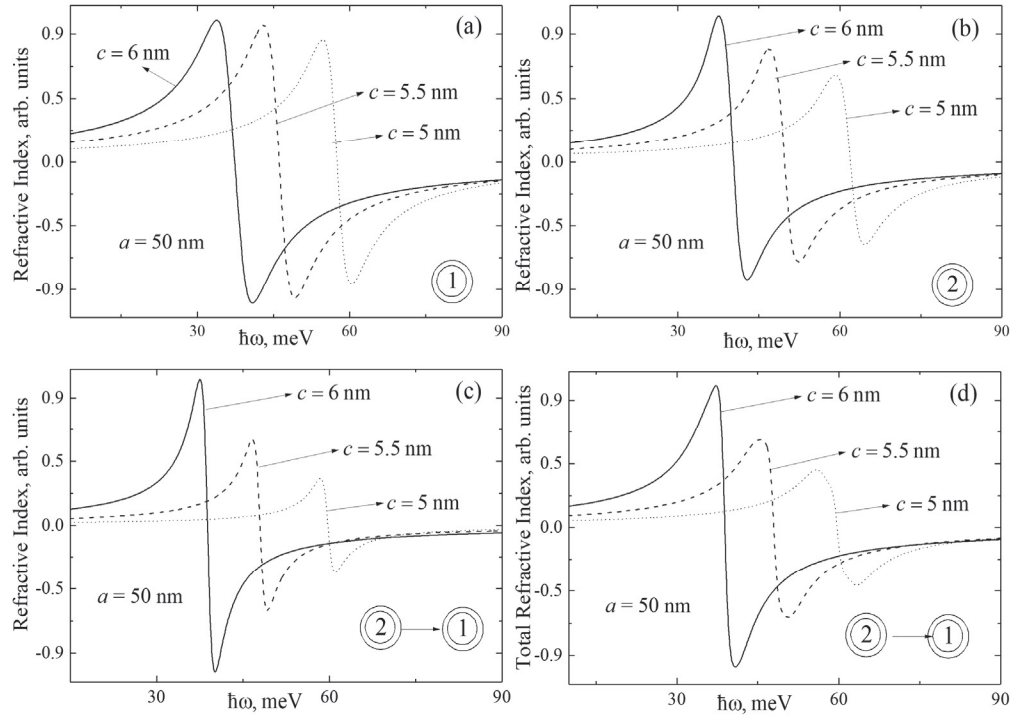 (a)
Refractive Index, arb. units
0.9
0.5
0.0
-0.5
-0.9
c = 6 nm
c = 5.5 nm
c = 5 nm
a = 50 nm
1
30
60
90
ħω, meV
(b)
Refractive Index, arb. units
0.9
0.5
0.0
-0.5
-0.9
c = 6 nm
c = 5.5 nm
c = 5 nm
a = 50 nm
2
30
60
90
ħω, meV
(c)
Refractive Index, arb. units
0.9
0.5
0.0
-0.5
-0.9
c = 6 nm
c = 5.5 nm
c = 5 nm
a = 50 nm
2 → 1
30
60
90
ħω, meV
(d)
Total Refractive Index, arb. units
0.9
0.5
0.0
-0.5
-0.9
c = 6 nm
c = 5.5 nm
c = 5 nm
a = 50 nm
2 → 1
30
60
90
ħω, meV